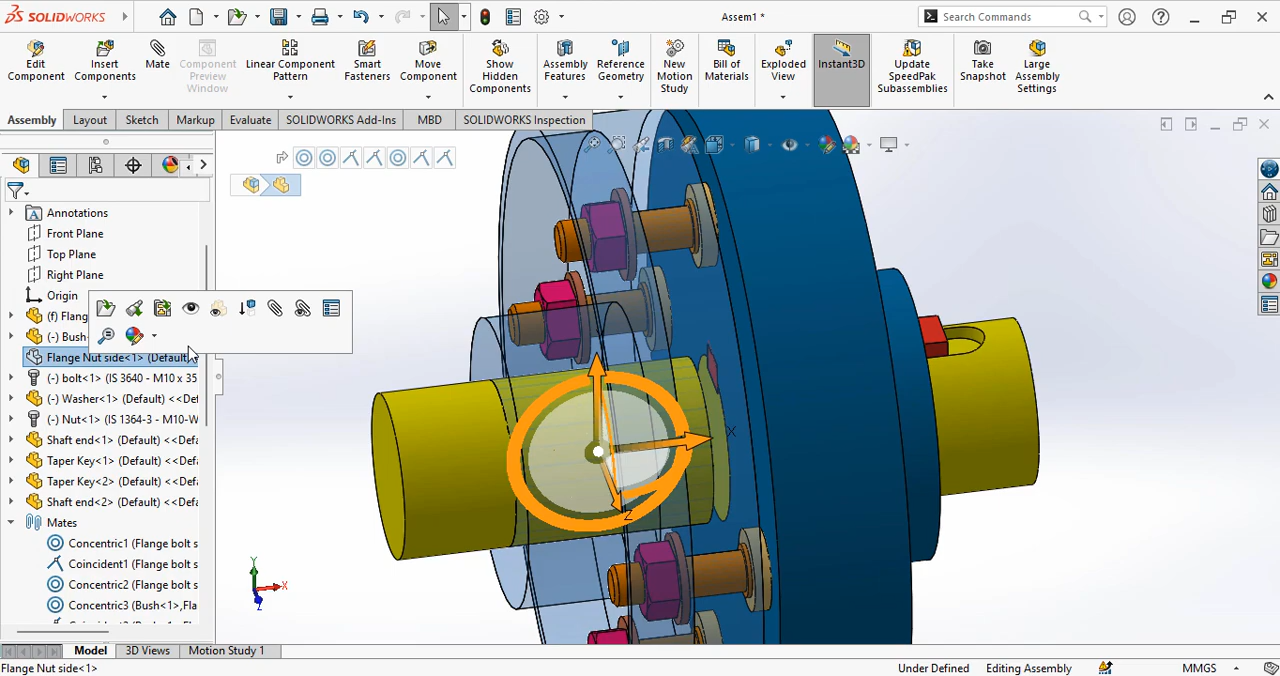 SOLIDWORKS
Assem1 *
Search Commands
Edit Component
Insert Components
Mate
Component Preview Window
Linear Component Pattern
Smart Fasteners
Move Component
Show Hidden Components
Assembly Features
Reference Geometry
New Motion Study
Bill of Materials
Exploded View
Instant3D
Update SpeedPak Subassemblies
Take Snapshot
Large Assembly Settings
Assembly Layout Sketch Markup Evaluate SOLIDWORKS Add-Ins MBD SOLIDWORKS Inspection
Annotations
Front Plane
Top Plane
Right Plane
Origin
(f) Flang
(-) Bush
Flange Nut side<1> (Default)
(-) bolt<1> (IS 3640 - M10 x 35
(-) Washer<1> (Default) <<De
(-) Nut<1> (IS 1364-3 - M10-W
Shaft end<1> (Default) <<Defa
Taper Key<1> (Default) <<Defa
Taper Key<2> (Default) <<Defa
Shaft end<2> (Default) <<Defa
Mates
Concentric1 (Flange bolt s
Coincident1 (Flange bolt s
Concentric2 (Flange bolt s
Concentric3 (Bush<1>,Fla
X
Z
Y
X
Z
Model 3D Views Motion Study 1
Flange Nut side<1>
Under Defined Editing Assembly MMGS